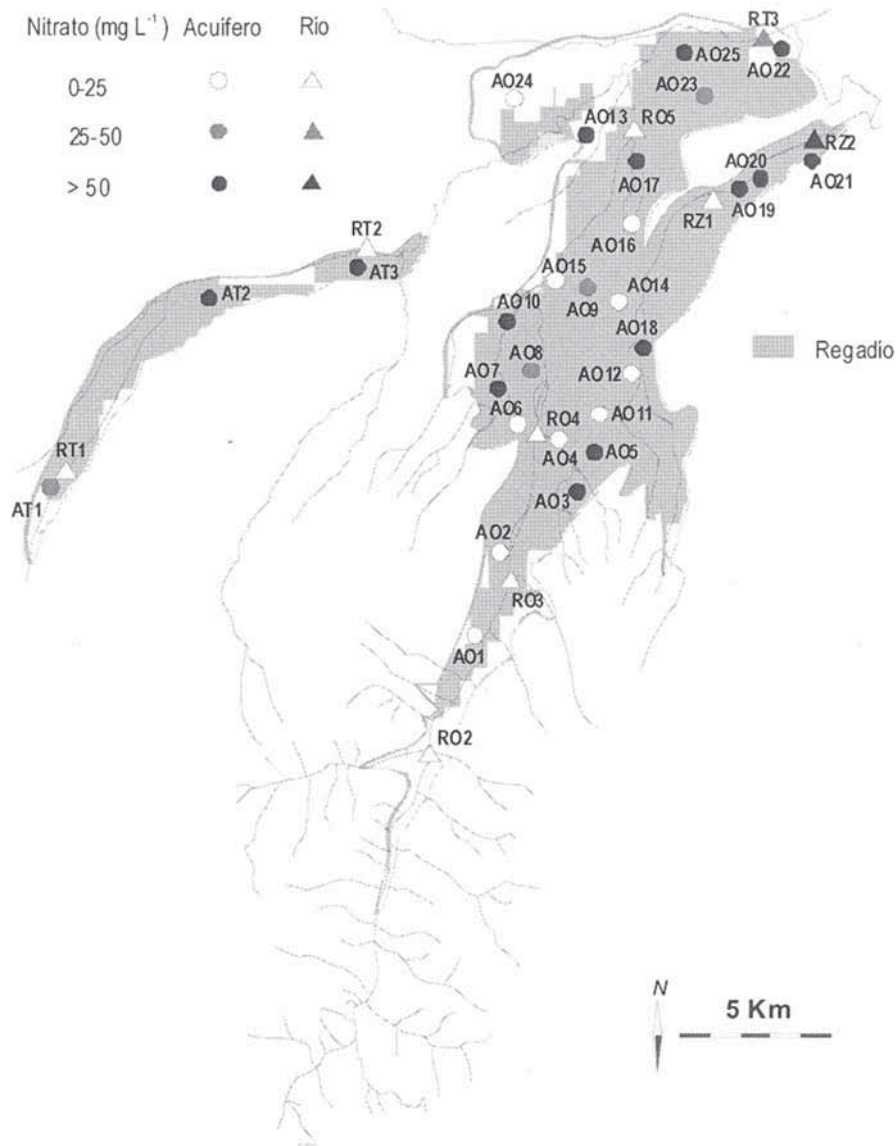 Nitrato (mg L⁻¹) Acuifero Rio
0-25
25-50
> 50
RT3
AO25
AO22
AO24
AO23
AO13
RO5
RZ2
AO20
AO21
AO17
AO19
RZ1
RT2
AO16
AT3
AO15
AT2
AO14
AO10
AO9
AO18
Regadío
AO8
AO12
AO7
AO6
AO11
RO4
RT1
AO4
AO5
AT1
AO3
AO2
RO3
AO1
RO2
N
5 Km